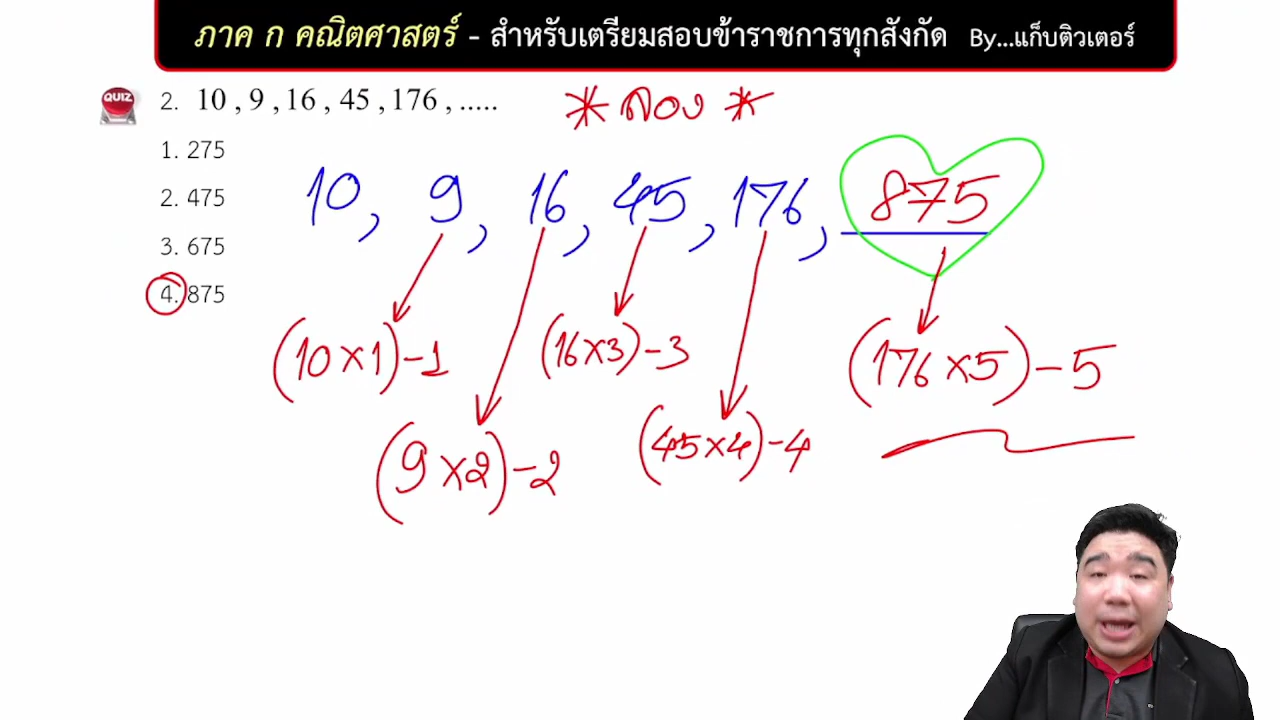 ภาค ก คณิตศาสตร์ - สำหรับเตรียมสอบข้าราชการทุกสังกัด By...แก็บติวเตอร์
QUIZ 2. 10 , 9 , 16 , 45 , 176 , .....
* ลอง *
1. 275
2. 475
3. 675
4. 875
10, 9, 16, 45, 176, 875
(10×1)-1 (16×3)-3 (176×5)-5
(9×2)-2 (45×4)-4